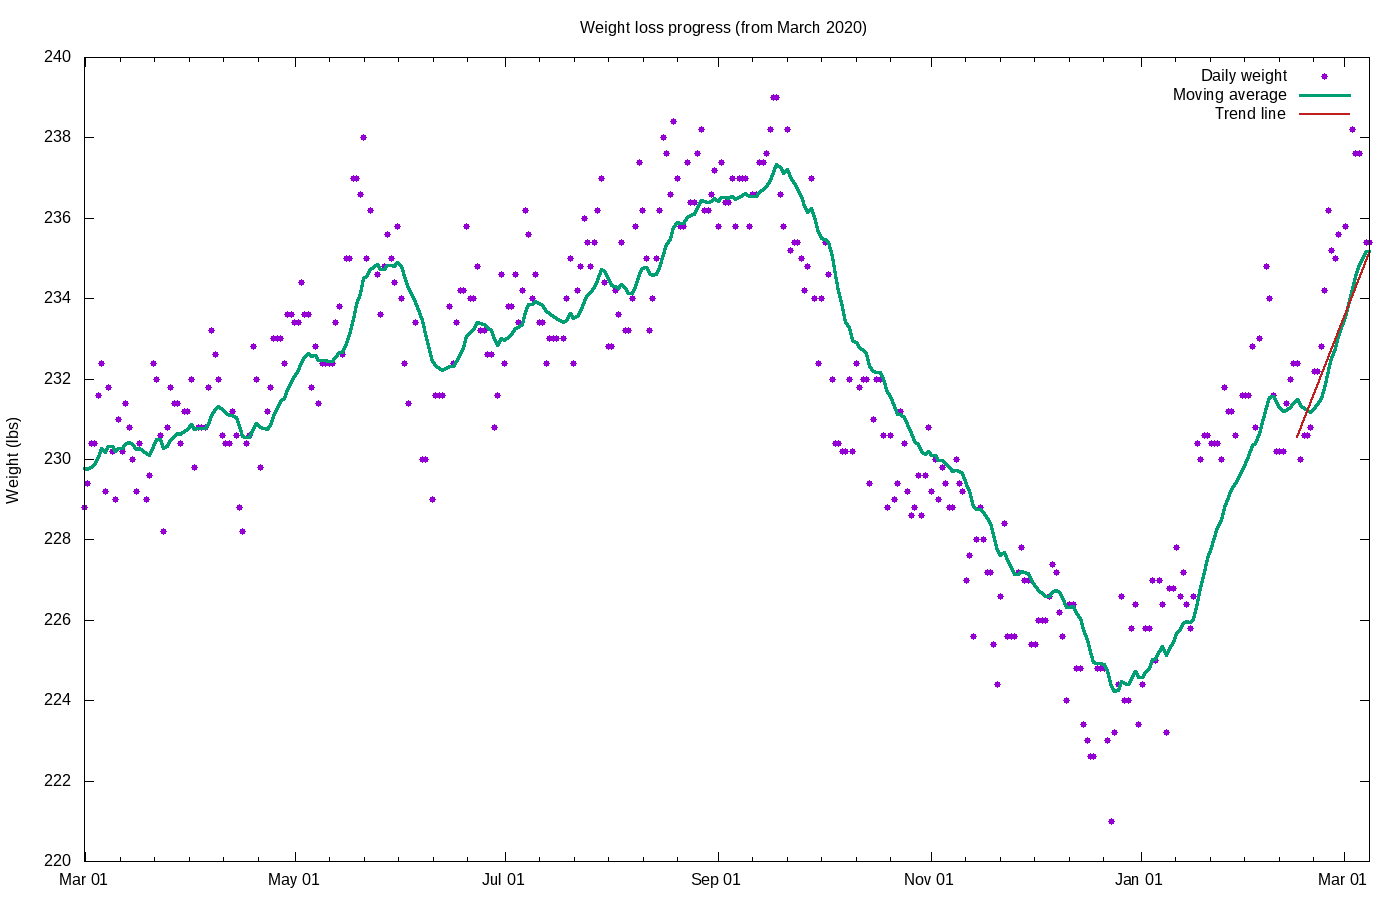 Weight loss progress (from March 2020)
Daily weight
Moving average
Trend line
Weight (lbs)
240
238
236
234
232
230
228
226
224
222
220
Mar 01 May 01 Jul 01 Sep 01 Nov 01 Jan 01 Mar 01